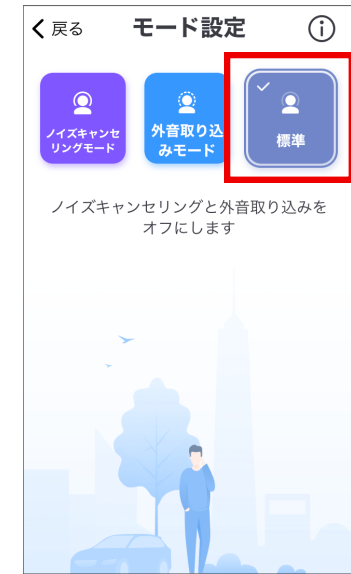 戻る モード設定
ノイズキャンセ
リングモード
外音取り込
みモード
標準
ノイズキャンセリングと外音取り込みを
オフにします